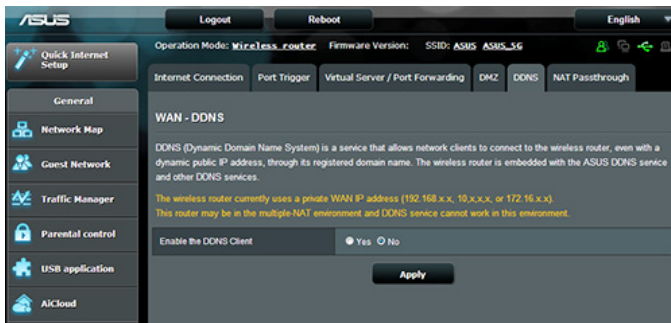 ASUS
Logout
Reboot
English
Quick Internet Setup
Operation Mode: Wireless router Firmware Version: SSID: ASUS ASUS_5G
Internet Connection
Port Trigger
Virtual Server / Port Forwarding
DMZ
DDNS
NAT Passthrough
General
Network Map
Guest Network
Traffic Manager
Parental control
USB application
AiCloud
WAN - DDNS
DDNS (Dynamic Domain Name System) is a service that allows network clients to connect to the wireless router, even with a
dynamic public IP address, through its registered domain name. The wireless router is embedded with the ASUS DDNS service
and other DDNS services.
The wireless router currently uses a private WAN IP address (192.168.x.x, 10,x,x,x, or 172.16.x.x).
This router may be in the multiple-NAT environment and DDNS service cannot work in this environment.
Enable the DDNS Client
Yes No
Apply